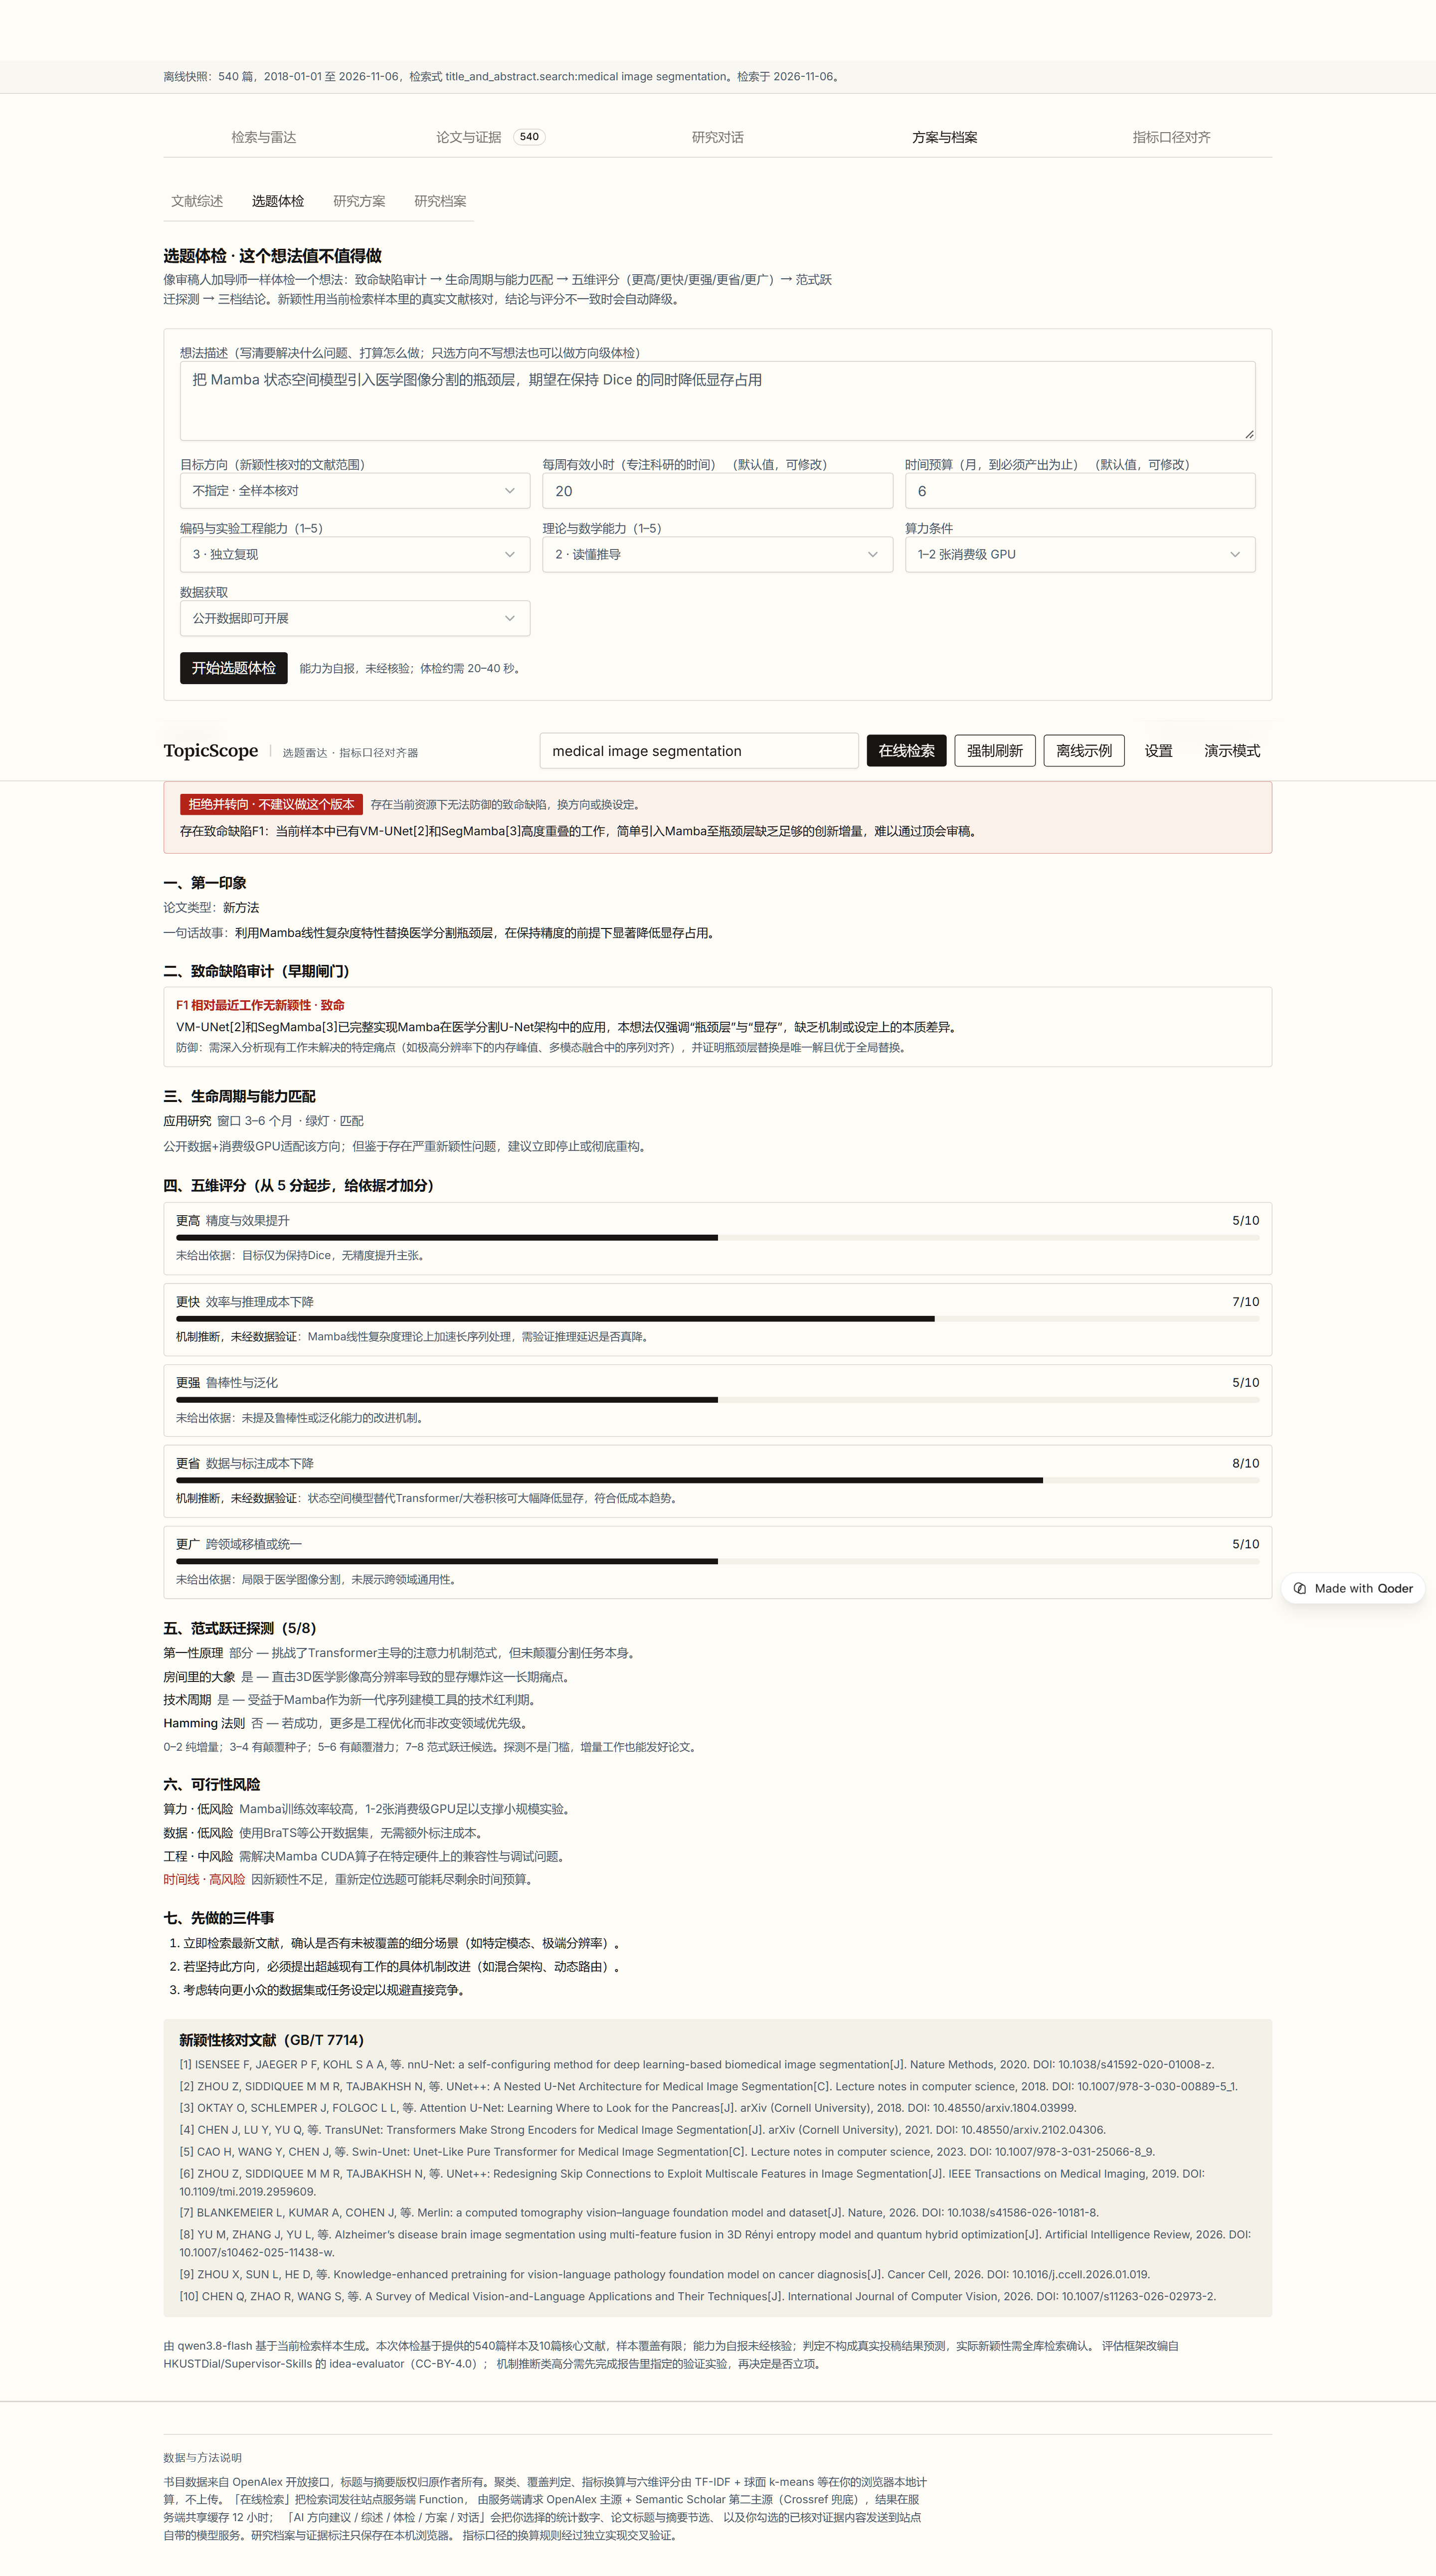 离线快照：540 篇，2018-01-01 至 2026-11-06，检索式 title_and_abstract.search:medical image segmentation。检索于 2026-11-06。
检索与雷达
论文与证据 540
研究对话
方案与档案
指标口径对齐
文献综述
选题体检
研究方案
研究档案
选题体检 · 这个想法值不值得做
像审稿人加导师一样体检一个想法：致命缺陷审计 → 生命周期与能力匹配 → 五维评分（更高/更快/更强/更省/更广）→ 范式跃
迁探测 → 三档结论。新颖性用当前检索样本里的真实文献核对，结论与评分不一致时会自动降级。
想法描述（写清要解决什么问题、打算怎么做；只选方向不写想法也可以做方向级体检）
把 Mamba 状态空间模型引入医学图像分割的瓶颈层，期望在保持 Dice 的同时降低显存占用
目标方向（新颖性核对的文献范围）
每周有效小时（专注科研的时间）（默认值，可修改）
时间预算（月，到必须产出为止）（默认值，可修改）
不指定 · 全样本核对
20
6
编码与实验工程能力（1–5）
理论与数学能力（1–5）
算力条件
3 · 独立复现
2 · 读懂推导
1–2 张消费级 GPU
数据获取
公开数据即可开展
开始选题体检
能力为自报，未经核验；体检约需 20–40 秒。
TopicScope
选题雷达 · 指标口径对齐器
medical image segmentation
在线检索
强制刷新
离线示例
设置
演示模式
拒绝并转向 · 不建议做这个版本 存在当前资源下无法防御的致命缺陷，换方向或换设定。
存在致命缺陷F1：当前样本中已有VM-UNet[2]和SegMamba[3]高度重叠的工作，简单引入Mamba至瓶颈层缺乏足够的创新增量，难以通过顶会审稿。
一、第一印象
论文类型：新方法
一句话故事：利用Mamba线性复杂度特性替换医学分割瓶颈层，在保持精度的前提下显著降低显存占用。
二、致命缺陷审计（早期闸门）
F1 相对最近工作无新颖性 · 致命
VM-UNet[2]和SegMamba[3]已完整实现Mamba在医学分割U-Net架构中的应用，本想法仅强调“瓶颈层”与“显存”，缺乏机制或设定上的本质差异。
防御：需深入分析现有工作未解决的特定痛点（如极高分辨率下的内存峰值、多模态融合中的序列对齐），并证明瓶颈层替换是唯一解且优于全局替换。
三、生命周期与能力匹配
应用研究 窗口 3–6 个月 · 绿灯 · 匹配
公开数据+消费级GPU适配该方向；但鉴于存在严重新颖性问题，建议立即停止或彻底重构。
四、五维评分（从 5 分起步，给依据才加分）
更高 精度与效果提升 5/10
未给出依据：目标仅为保持Dice，无精度提升主张。
更快 效率与推理成本下降 7/10
机制推断，未经数据验证：Mamba线性复杂度理论上加速长序列处理，需验证推理延迟是否真降。
更强 鲁棒性与泛化 5/10
未给出依据：未提及鲁棒性或泛化能力的改进机制。
更省 数据与标注成本下降 8/10
机制推断，未经数据验证：状态空间模型替代Transformer/大卷积核可大幅降低显存，符合低成本趋势。
更广 跨领域移植或统一 5/10
未给出依据：局限于医学图像分割，未展示跨领域通用性。
Made with Qoder
五、范式跃迁探测（5/8）
第一性原理 部分 — 挑战了Transformer主导的注意力机制范式，但未颠覆分割任务本身。
房间里的大象 是 — 直击3D医学影像高分辨率导致的显存爆炸这一长期痛点。
技术周期 是 — 受益于Mamba作为新一代序列建模工具的技术红利期。
Hamming 法则 否 — 若成功，更多是工程优化而非改变领域优先级。
0–2 纯增量；3–4 有颠覆种子；5–6 有颠覆潜力；7–8 范式跃迁候选。探测不是门槛，增量工作也能发好论文。
六、可行性风险
算力 · 低风险 Mamba训练效率较高，1-2张消费级GPU足以支撑小规模实验。
数据 · 低风险 使用BraTS等公开数据集，无需额外标注成本。
工程 · 中风险 需解决Mamba CUDA算子在特定硬件上的兼容性与调试问题。
时间线 · 高风险 因新颖性不足，重新定位选题可能耗尽剩余时间预算。
七、先做的三件事
1. 立即检索最新文献，确认是否有未被覆盖的细分场景（如特定模态、极端分辨率）。
2. 若坚持此方向，必须提出超越现有工作的具体机制改进（如混合架构、动态路由）。
3. 考虑转向更小众的数据集或任务设定以规避直接竞争。
新颖性核对文献（GB/T 7714）
[1] ISENSEE F, JAEGER P F, KOHL S A A, 等. nnU-Net: a self-configuring method for deep learning-based biomedical image segmentation[J]. Nature Methods, 2020. DOI: 10.1038/s41592-020-01008-z.
[2] ZHOU Z, SIDDIQUEE M M R, TAJBAKHSH N, 等. UNet++: A Nested U-Net Architecture for Medical Image Segmentation[C]. Lecture notes in computer science, 2018. DOI: 10.1007/978-3-030-00889-5_1.
[3] OKTAY O, SCHLEMPER J, FOLGOC L L, 等. Attention U-Net: Learning Where to Look for the Pancreas[J]. arXiv (Cornell University), 2018. DOI: 10.48550/arxiv.1804.03999.
[4] CHEN J, LU Y, YU Q, 等. TransUNet: Transformers Make Strong Encoders for Medical Image Segmentation[J]. arXiv (Cornell University), 2021. DOI: 10.48550/arxiv.2102.04306.
[5] CAO H, WANG Y, CHEN J, 等. Swin-Unet: Unet-Like Pure Transformer for Medical Image Segmentation[C]. Lecture notes in computer science, 2023. DOI: 10.1007/978-3-031-25066-8_9.
[6] ZHOU Z, SIDDIQUEE M M R, TAJBAKHSH N, 等. UNet++: Redesigning Skip Connections to Exploit Multiscale Features in Image Segmentation[J]. IEEE Transactions on Medical Imaging, 2019. DOI:
10.1109/tmi.2019.2959609.
[7] BLANKEMEIER L, KUMAR A, COHEN J, 等. Merlin: a computed tomography vision–language foundation model and dataset[J]. Nature, 2026. DOI: 10.1038/s41586-026-10181-8.
[8] YU M, ZHANG J, YU L, 等. Alzheimer’s disease brain image segmentation using multi-feature fusion in 3D Rényi entropy model and quantum hybrid optimization[J]. Artificial Intelligence Review, 2026. DOI:
10.1007/s10462-025-11438-w.
[9] ZHOU X, SUN L, HE D, 等. Knowledge-enhanced pretraining for vision-language pathology foundation model on cancer diagnosis[J]. Cancer Cell, 2026. DOI: 10.1016/j.ccell.2026.01.019.
[10] CHEN Q, ZHAO R, WANG S, 等. A Survey of Medical Vision-and-Language Applications and Their Techniques[J]. International Journal of Computer Vision, 2026. DOI: 10.1007/s11263-026-02973-2.
由 qwen3.8-flash 基于当前检索样本生成。本次体检基于提供的540篇样本及10篇核心文献，样本覆盖有限；能力为自报未经核验；判定不构成真实投稿结果预测，实际新颖性需全库检索确认。 评估框架改编自
HKUSTDial/Supervisor-Skills 的 idea-evaluator（CC-BY-4.0）； 机制推断类高分需先完成报告里指定的验证实验，再决定是否立项。
数据与方法说明
书目数据来自 OpenAlex 开放接口，标题与摘要版权归原作者所有。聚类、覆盖判定、指标换算与六维评分由 TF-IDF + 球面 k-means 等在你的浏览器本地计
算，不上传。「在线检索」把检索词发往站点服务端 Function， 由服务端请求 OpenAlex 主源 + Semantic Scholar 第二主源（Crossref 兜底），结果在服
务端共享缓存 12 小时； 「AI 方向建议 / 综述 / 体检 / 方案 / 对话」会把你选择的统计数字、论文标题与摘要节选、 以及你勾选的已核对证据内容发送到站点
自带的模型服务。研究档案与证据标注只保存在本机浏览器。 指标口径的换算规则经过独立实现交叉验证。